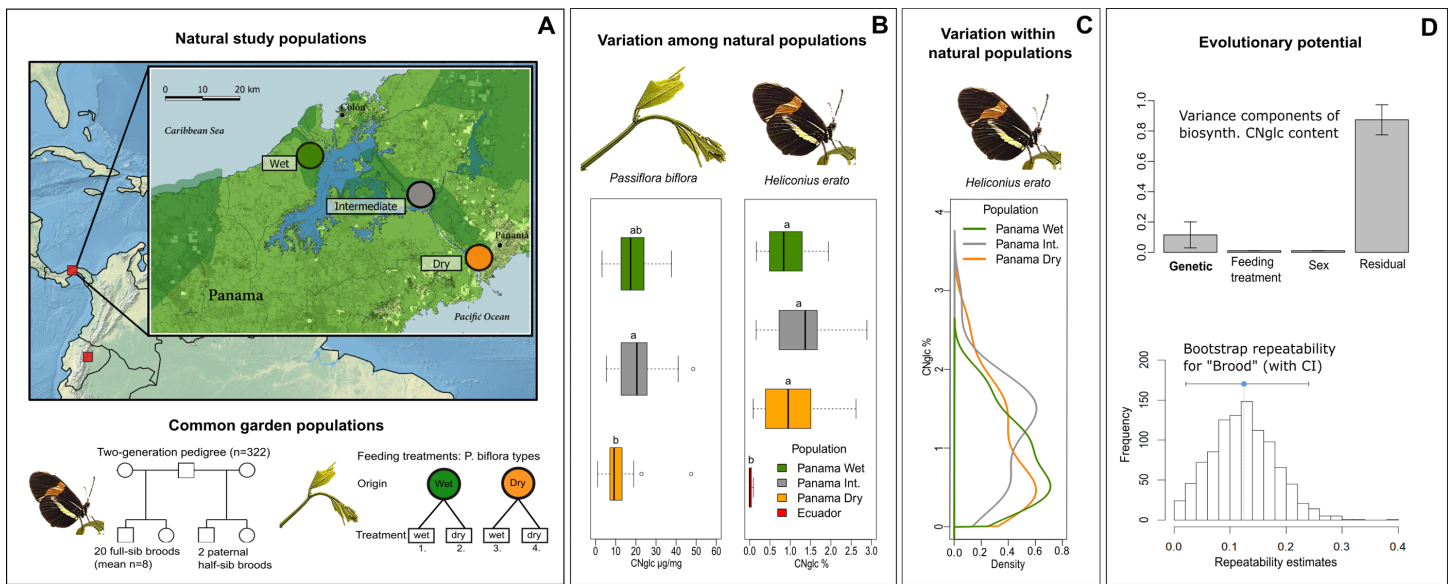 A
Natural study populations
0 10 20 km
Colón
Caribbean Sea
Wet
Intermediate
Panamá
Dry
Panama
Pacific Ocean
Common garden populations
Two-generation pedigree (n=322)
20 full-sib broods
(mean n=8)
2 paternal
half-sib broods
Feeding treatments: P. biflora types
Origin
Wet
Dry
Treatment
wet
dry
wet
dry
1.
2.
3.
4.
B
Variation among natural populations
Passiflora biflora
Heliconius erato
ab
a
b
0 10 20 30 40 50 60
CNglc µg/mg
a
a
a
b
Population
Panama Wet
Panama Int.
Panama Dry
Ecuador
0.0 0.5 1.0 1.5 2.0 2.5 3.0
CNglc %
C
Variation within
natural populations
Heliconius erato
Population
Panama Wet
Panama Int.
Panama Dry
CNglc %
4
3
2
1
0
0.0 0.2 0.4 0.6 0.8
Density
D
Evolutionary potential
Variance components of
biosynth. CNglc content
1.0
0.8
0.6
0.4
0.2
0.0
Genetic
Feeding
treatment
Sex
Residual
Bootstrap repeatability
for "Brood" (with CI)
Frequency
200
150
100
50
0
0.0 0.1 0.2 0.3 0.4
Repeatability estimates